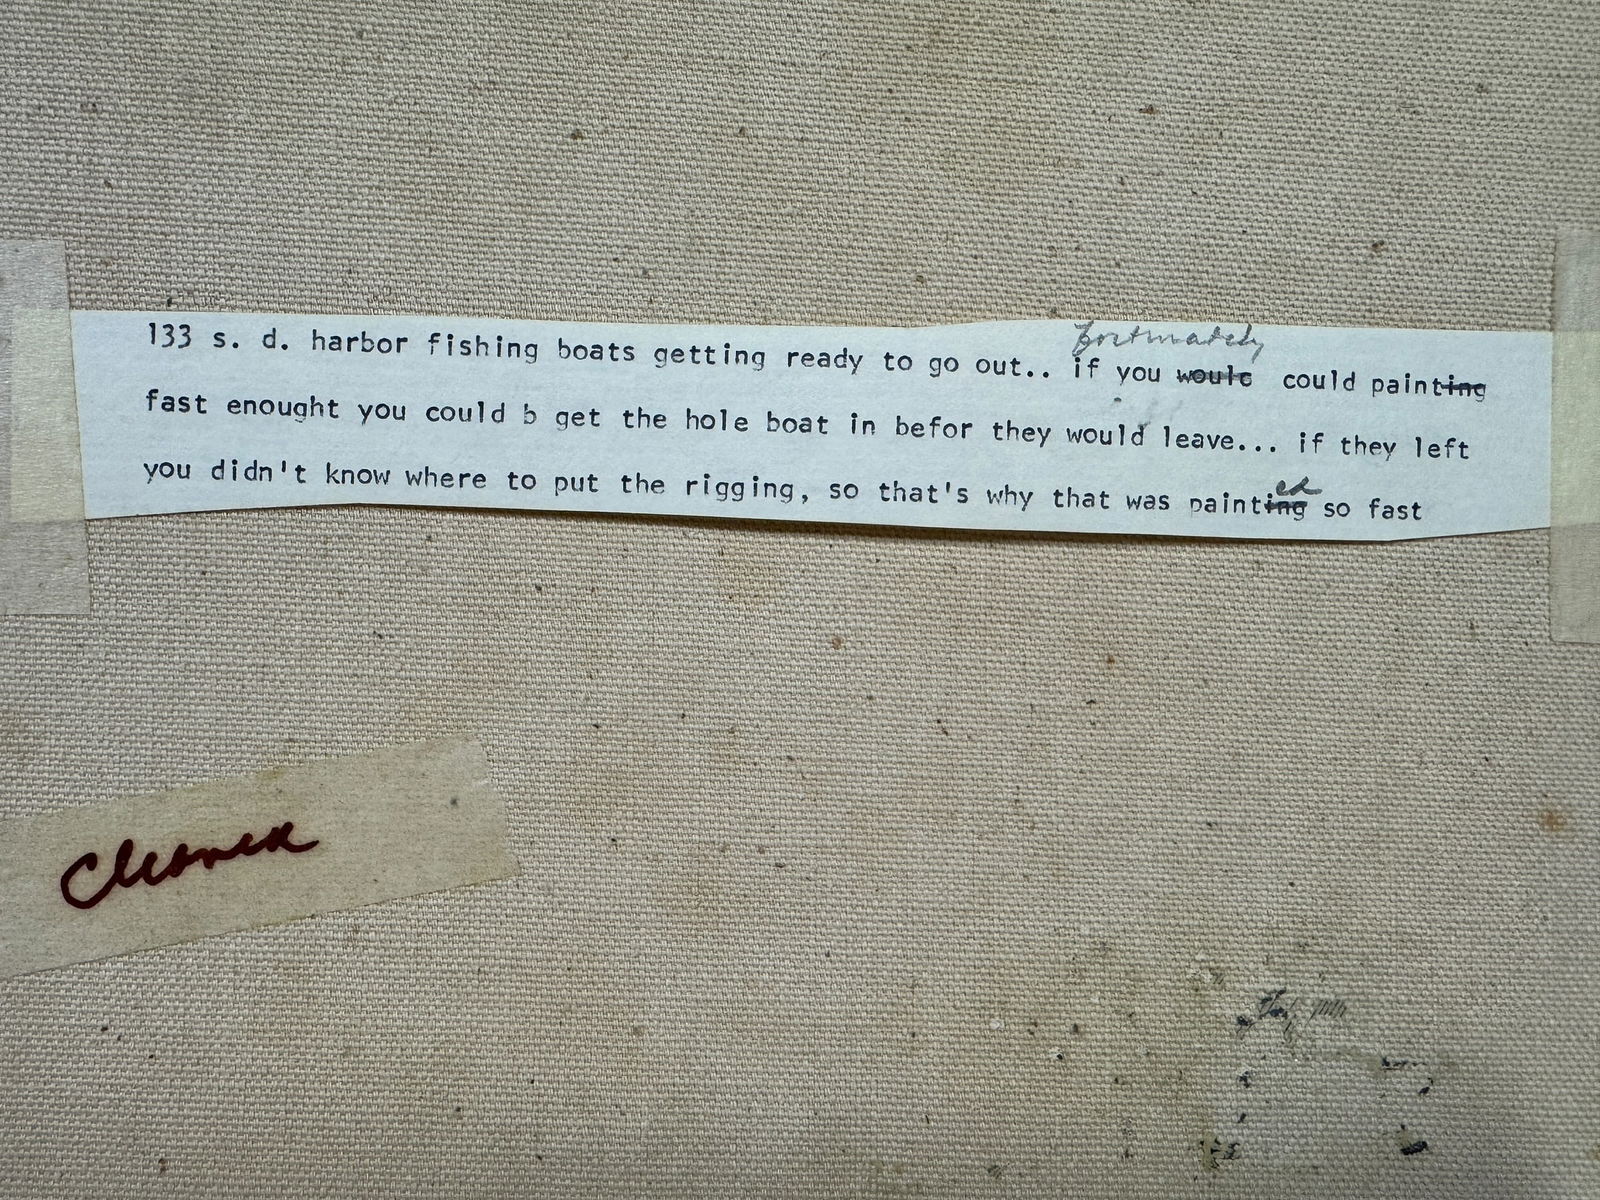 fortunately
133 s. d. harbor fishing boats getting ready to go out.. if you would could painting
fast enought you could b get the hole boat in befor they would leave... if they left
ed
you didn't know where to put the rigging, so that's why that was painting so fast
Cleaned